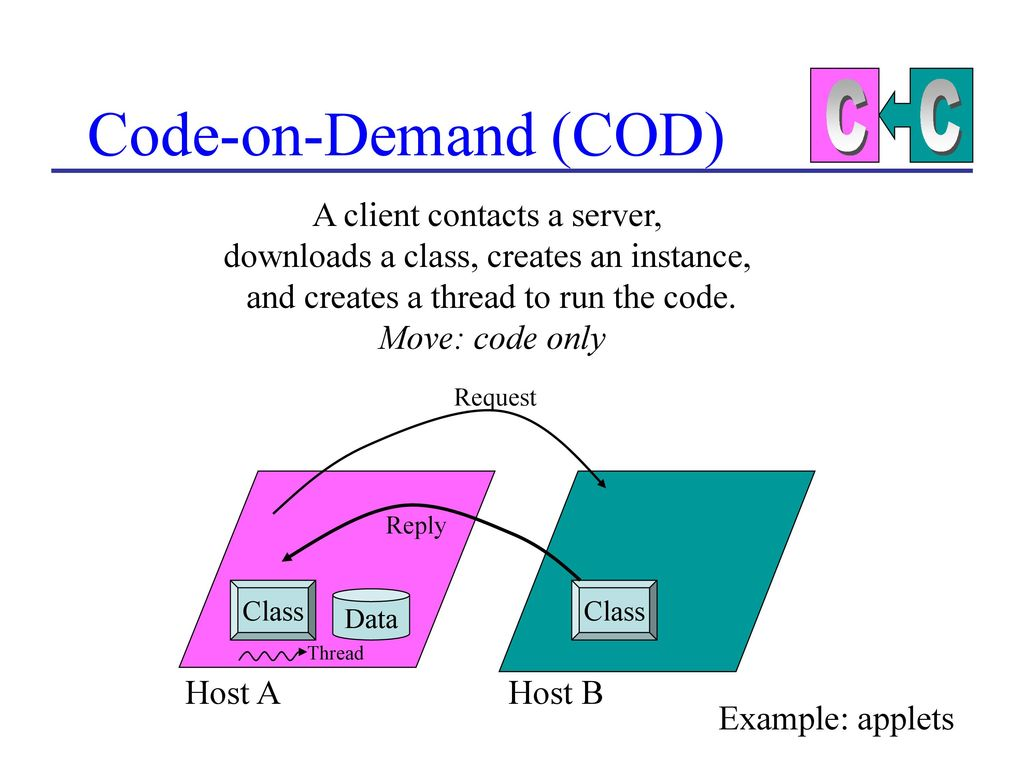 Code-on-Demand (COD)
C C
A client contacts a server,
downloads a class, creates an instance,
and creates a thread to run the code.
Move: code only
Request
Reply
Class
Data
Class
Thread
Host A
Host B
Example: applets